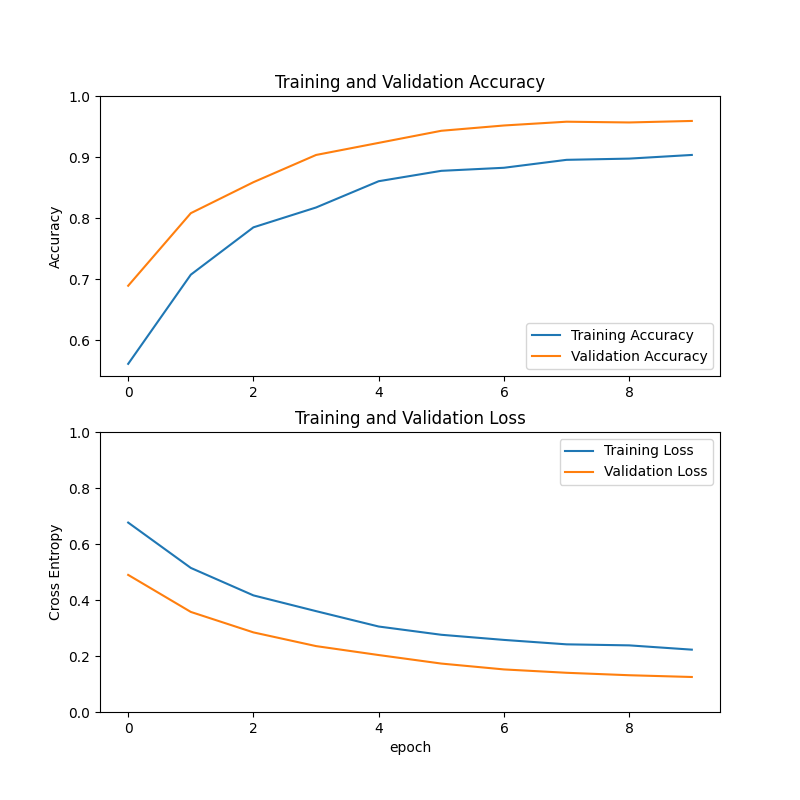 Training and Validation Accuracy
1.0
0.9
0.8
0.7
0.6
Accuracy
Training Accuracy
Validation Accuracy
0 2 4 6 8
Training and Validation Loss
1.0
0.8
0.6
0.4
0.2
0.0
Cross Entropy
Training Loss
Validation Loss
0 2 4 6 8
epoch